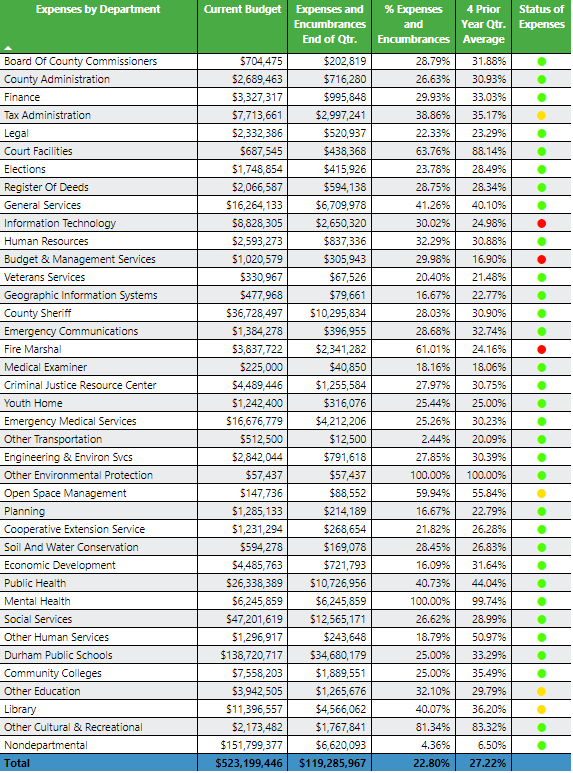 Expenses by Department Current Budget Expenses and Encumbrances End of Qtr. % Expenses and Encumbrances 4 Prior Year Qtr. Average Status of Expenses
Board Of County Commissioners $704,475 $202,819 28.79% 31.88%
County Administration $2,689,463 $716,280 26.63% 30.93%
Finance $3,327,317 $995,848 29.93% 33.03%
Tax Administration $7,713,661 $2,997,241 38.86% 35.17%
Legal $2,332,386 $520,937 22.33% 23.29%
Court Facilities $687,545 $438,368 63.76% 88.14%
Elections $1,748,854 $415,926 23.78% 28.49%
Register Of Deeds $2,066,587 $594,138 28.75% 28.34%
General Services $16,264,133 $6,709,978 41.26% 40.10%
Information Technology $8,828,305 $2,650,320 30.02% 24.98%
Human Resources $2,593,273 $837,336 32.29% 30.88%
Budget & Management Services $1,020,579 $305,943 29.98% 16.90%
Veterans Services $330,967 $67,526 20.40% 21.48%
Geographic Information Systems $477,968 $79,661 16.67% 22.77%
County Sheriff $36,728,497 $10,295,834 28.03% 30.90%
Emergency Communications $1,384,278 $396,955 28.68% 32.74%
Fire Marshal $3,837,722 $2,341,282 61.01% 24.16%
Medical Examiner $225,000 $40,850 18.16% 18.06%
Criminal Justice Resource Center $4,489,446 $1,255,584 27.97% 30.75%
Youth Home $1,242,400 $316,076 25.44% 25.00%
Emergency Medical Services $16,676,779 $4,212,206 25.26% 30.23%
Other Transportation $512,500 $12,500 2.44% 20.09%
Engineering & Environ Svcs $2,842,044 $791,618 27.85% 30.39%
Other Environmental Protection $57,437 $57,437 100.00% 100.00%
Open Space Management $147,736 $88,552 59.94% 55.84%
Planning $1,285,133 $214,189 16.67% 22.79%
Cooperative Extension Service $1,231,294 $268,654 21.82% 26.28%
Soil And Water Conservation $594,278 $169,078 28.45% 26.83%
Economic Development $4,485,763 $721,793 16.09% 31.64%
Public Health $26,338,389 $10,726,956 40.73% 44.04%
Mental Health $6,245,859 $6,245,859 100.00% 99.74%
Social Services $47,201,619 $12,565,171 26.62% 28.99%
Other Human Services $1,296,917 $243,648 18.79% 50.97%
Durham Public Schools $138,720,717 $34,680,179 25.00% 33.29%
Community Colleges $7,558,203 $1,889,551 25.00% 35.49%
Other Education $3,942,505 $1,265,676 32.10% 29.79%
Library $11,396,557 $4,566,062 40.07% 36.20%
Other Cultural & Recreational $2,173,482 $1,767,841 81.34% 83.32%
Nondepartmental $151,799,377 $6,620,093 4.36% 6.50%
Total $523,199,446 $119,285,967 22.80% 27.22%